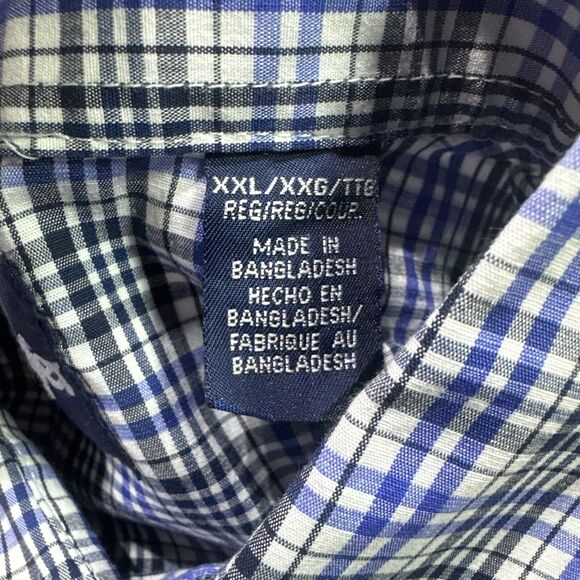 XXL/XXG/TTG
REG/REG/COUR.
MADE IN
BANGLADESH
HECHO EN
BANGLADESH/
FABRIQUE AU
BANGLADESH